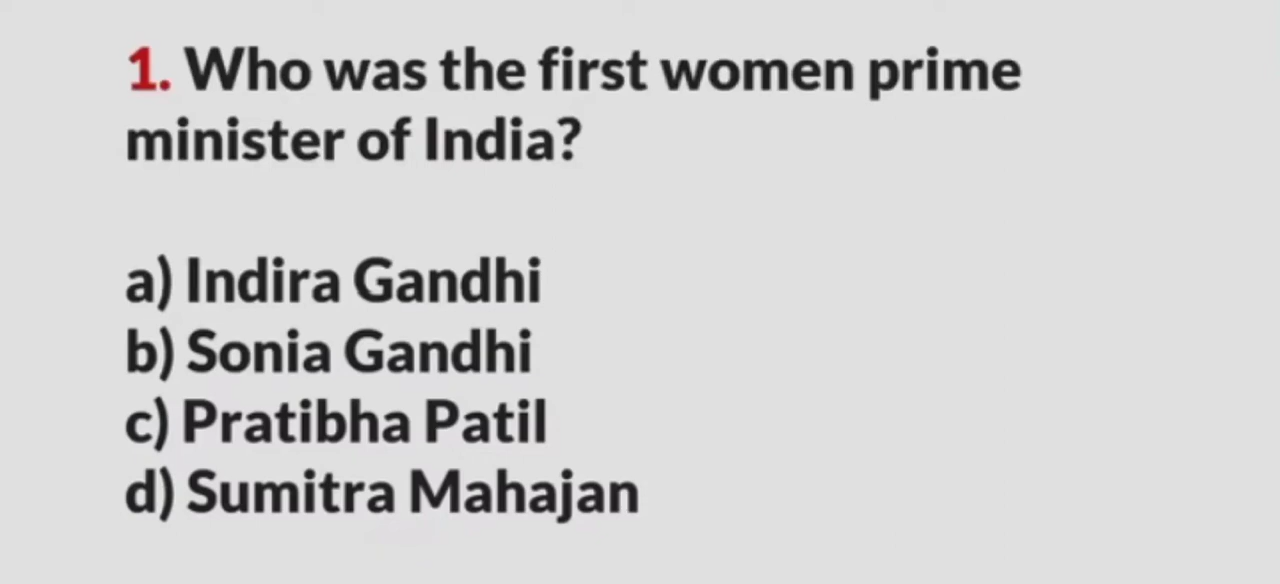 1. Who was the first women prime
minister of India?
a) Indira Gandhi
b) Sonia Gandhi
c) Pratibha Patil
d) Sumitra Mahajan